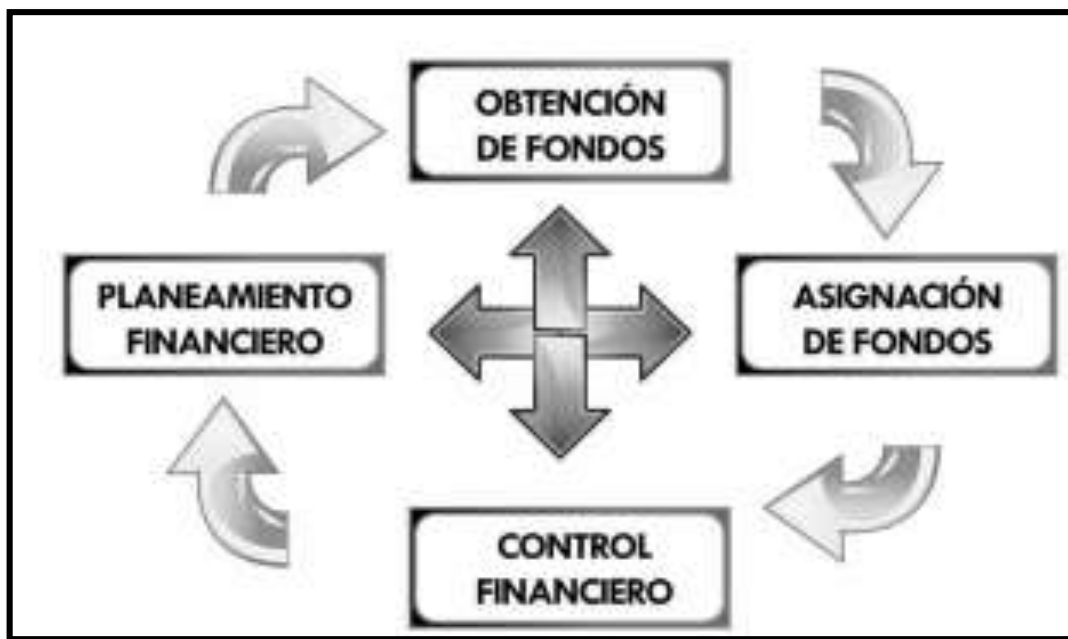 OBTENCIÓN
DE FONDOS
PLANEAMIENTO
FINANCIERO
ASIGNACIÓN
DE FONDOS
CONTROL
FINANCIERO